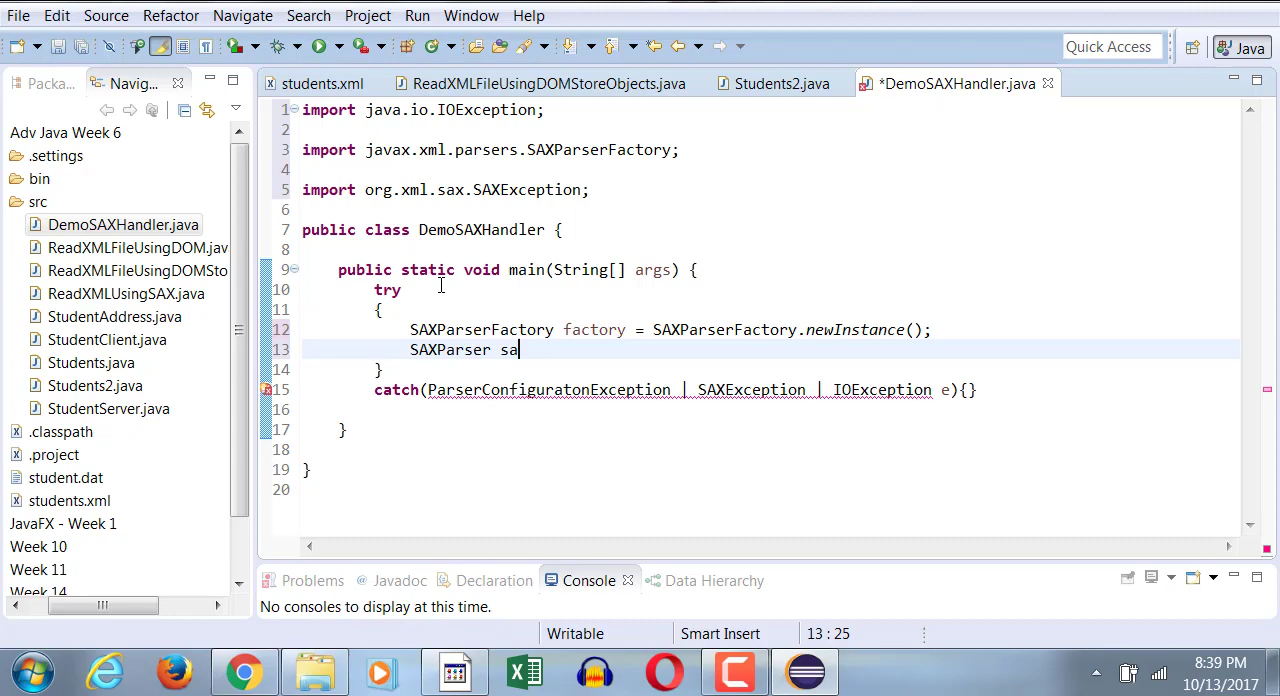 File Edit Source Refactor Navigate Search Project Run Window Help
Quick Access Java
Packa... Navig... students.xml ReadXMLFileUsingDOMStoreObjects.java Students2.java *DemoSAXHandler.java
Adv Java Week 6
.settings
bin
src
DemoSAXHandler.java
ReadXMLFileUsingDOM.jav
ReadXMLFileUsingDOMSto
ReadXMLUsingSAX.java
StudentAddress.java
StudentClient.java
Students.java
Students2.java
StudentServer.java
.classpath
.project
student.dat
students.xml
JavaFX - Week 1
Week 10
Week 11
Week 14
1 import java.io.IOException;
2
3 import javax.xml.parsers.SAXParserFactory;
4
5 import org.xml.sax.SAXException;
6
7 public class DemoSAXHandler {
8
9 public static void main(String[] args) {
10 try
11 {
12 SAXParserFactory factory = SAXParserFactory.newInstance();
13 SAXParser sa
14 }
15 catch(ParserConfiguratonException | SAXException | IOException e){}
16
17 }
18
19 }
20
Problems @ Javadoc Declaration Console Data Hierarchy
No consoles to display at this time.
Writable Smart Insert 13 : 25
8:39 PM
10/13/2017